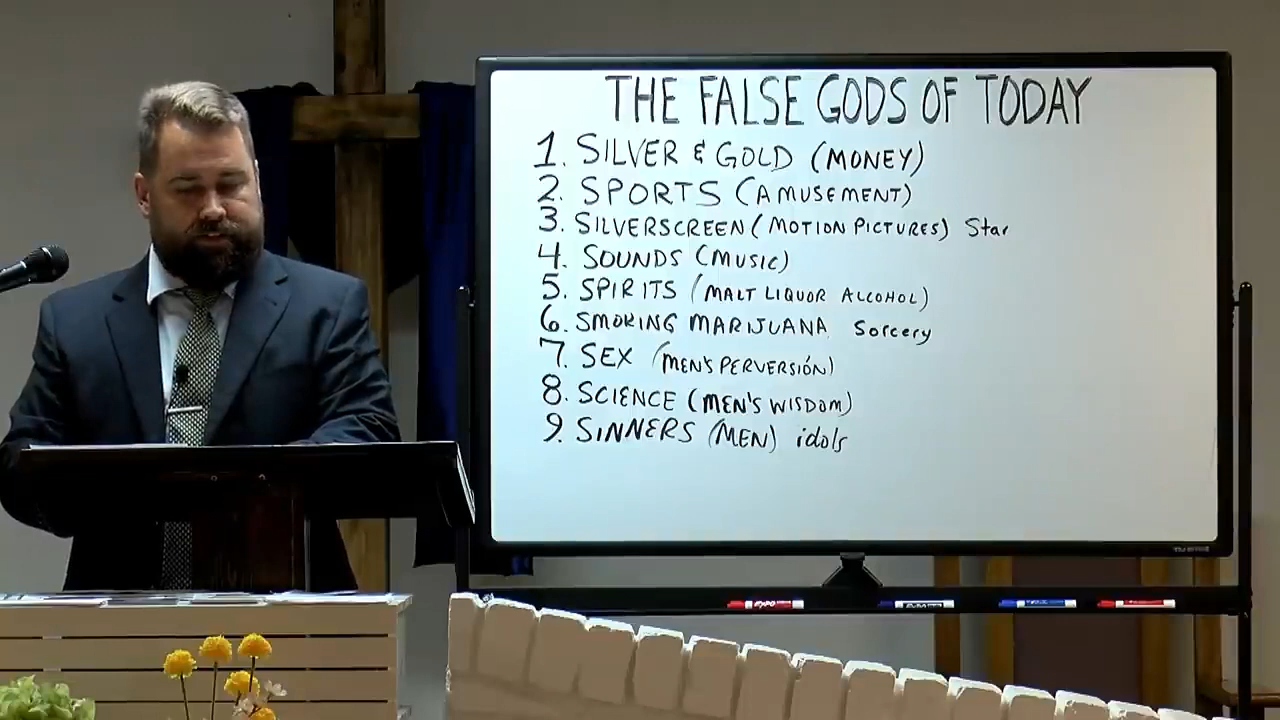 THE FALSE GODS OF TODAY
1. SILVER & GOLD (MONEY)
2. SPORTS (AMUSEMENT)
3. SILVERSCREEN (MOTION PICTURES) Star
4. SOUNDS (MUSIC)
5. SPIRITS (MALT LIQUOR ALCOHOL)
6. SMOKING MARIJUANA Sorcery
7. SEX (MEN'S PERVERSIÓN)
8. SCIENCE (MEN'S WISDOM)
9. SINNERS (MEN) idols
EXPO